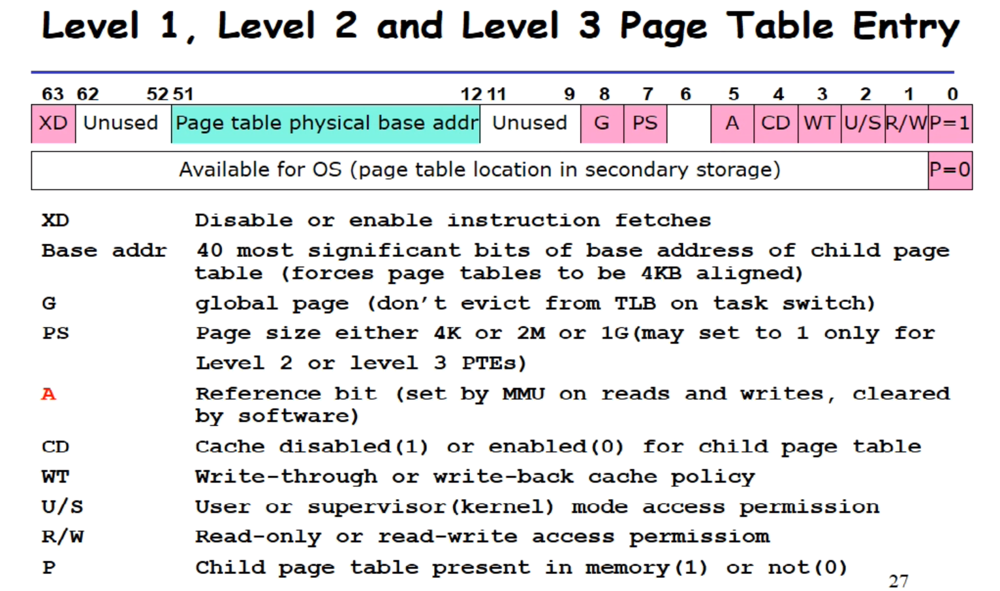 Level 1, Level 2 and Level 3 Page Table Entry
63 62 52 51 12 11 9 8 7 6 5 4 3 2 1 0
XD Unused Page table physical base addr Unused G PS A CD WT U/S R/W P=1
Available for OS (page table location in secondary storage) P=0
XD Disable or enable instruction fetches
Base addr 40 most significant bits of base address of child page
table (forces page tables to be 4KB aligned)
G global page (don't evict from TLB on task switch)
PS Page size either 4K or 2M or 1G(may set to 1 only for
Level 2 or level 3 PTEs)
A Reference bit (set by MMU on reads and writes, cleared
by software)
CD Cache disabled(1) or enabled(0) for child page table
WT Write-through or write-back cache policy
U/S User or supervisor(kernel) mode access permission
R/W Read-only or read-write access permissiom
P Child page table present in memory(1) or not(0)
27